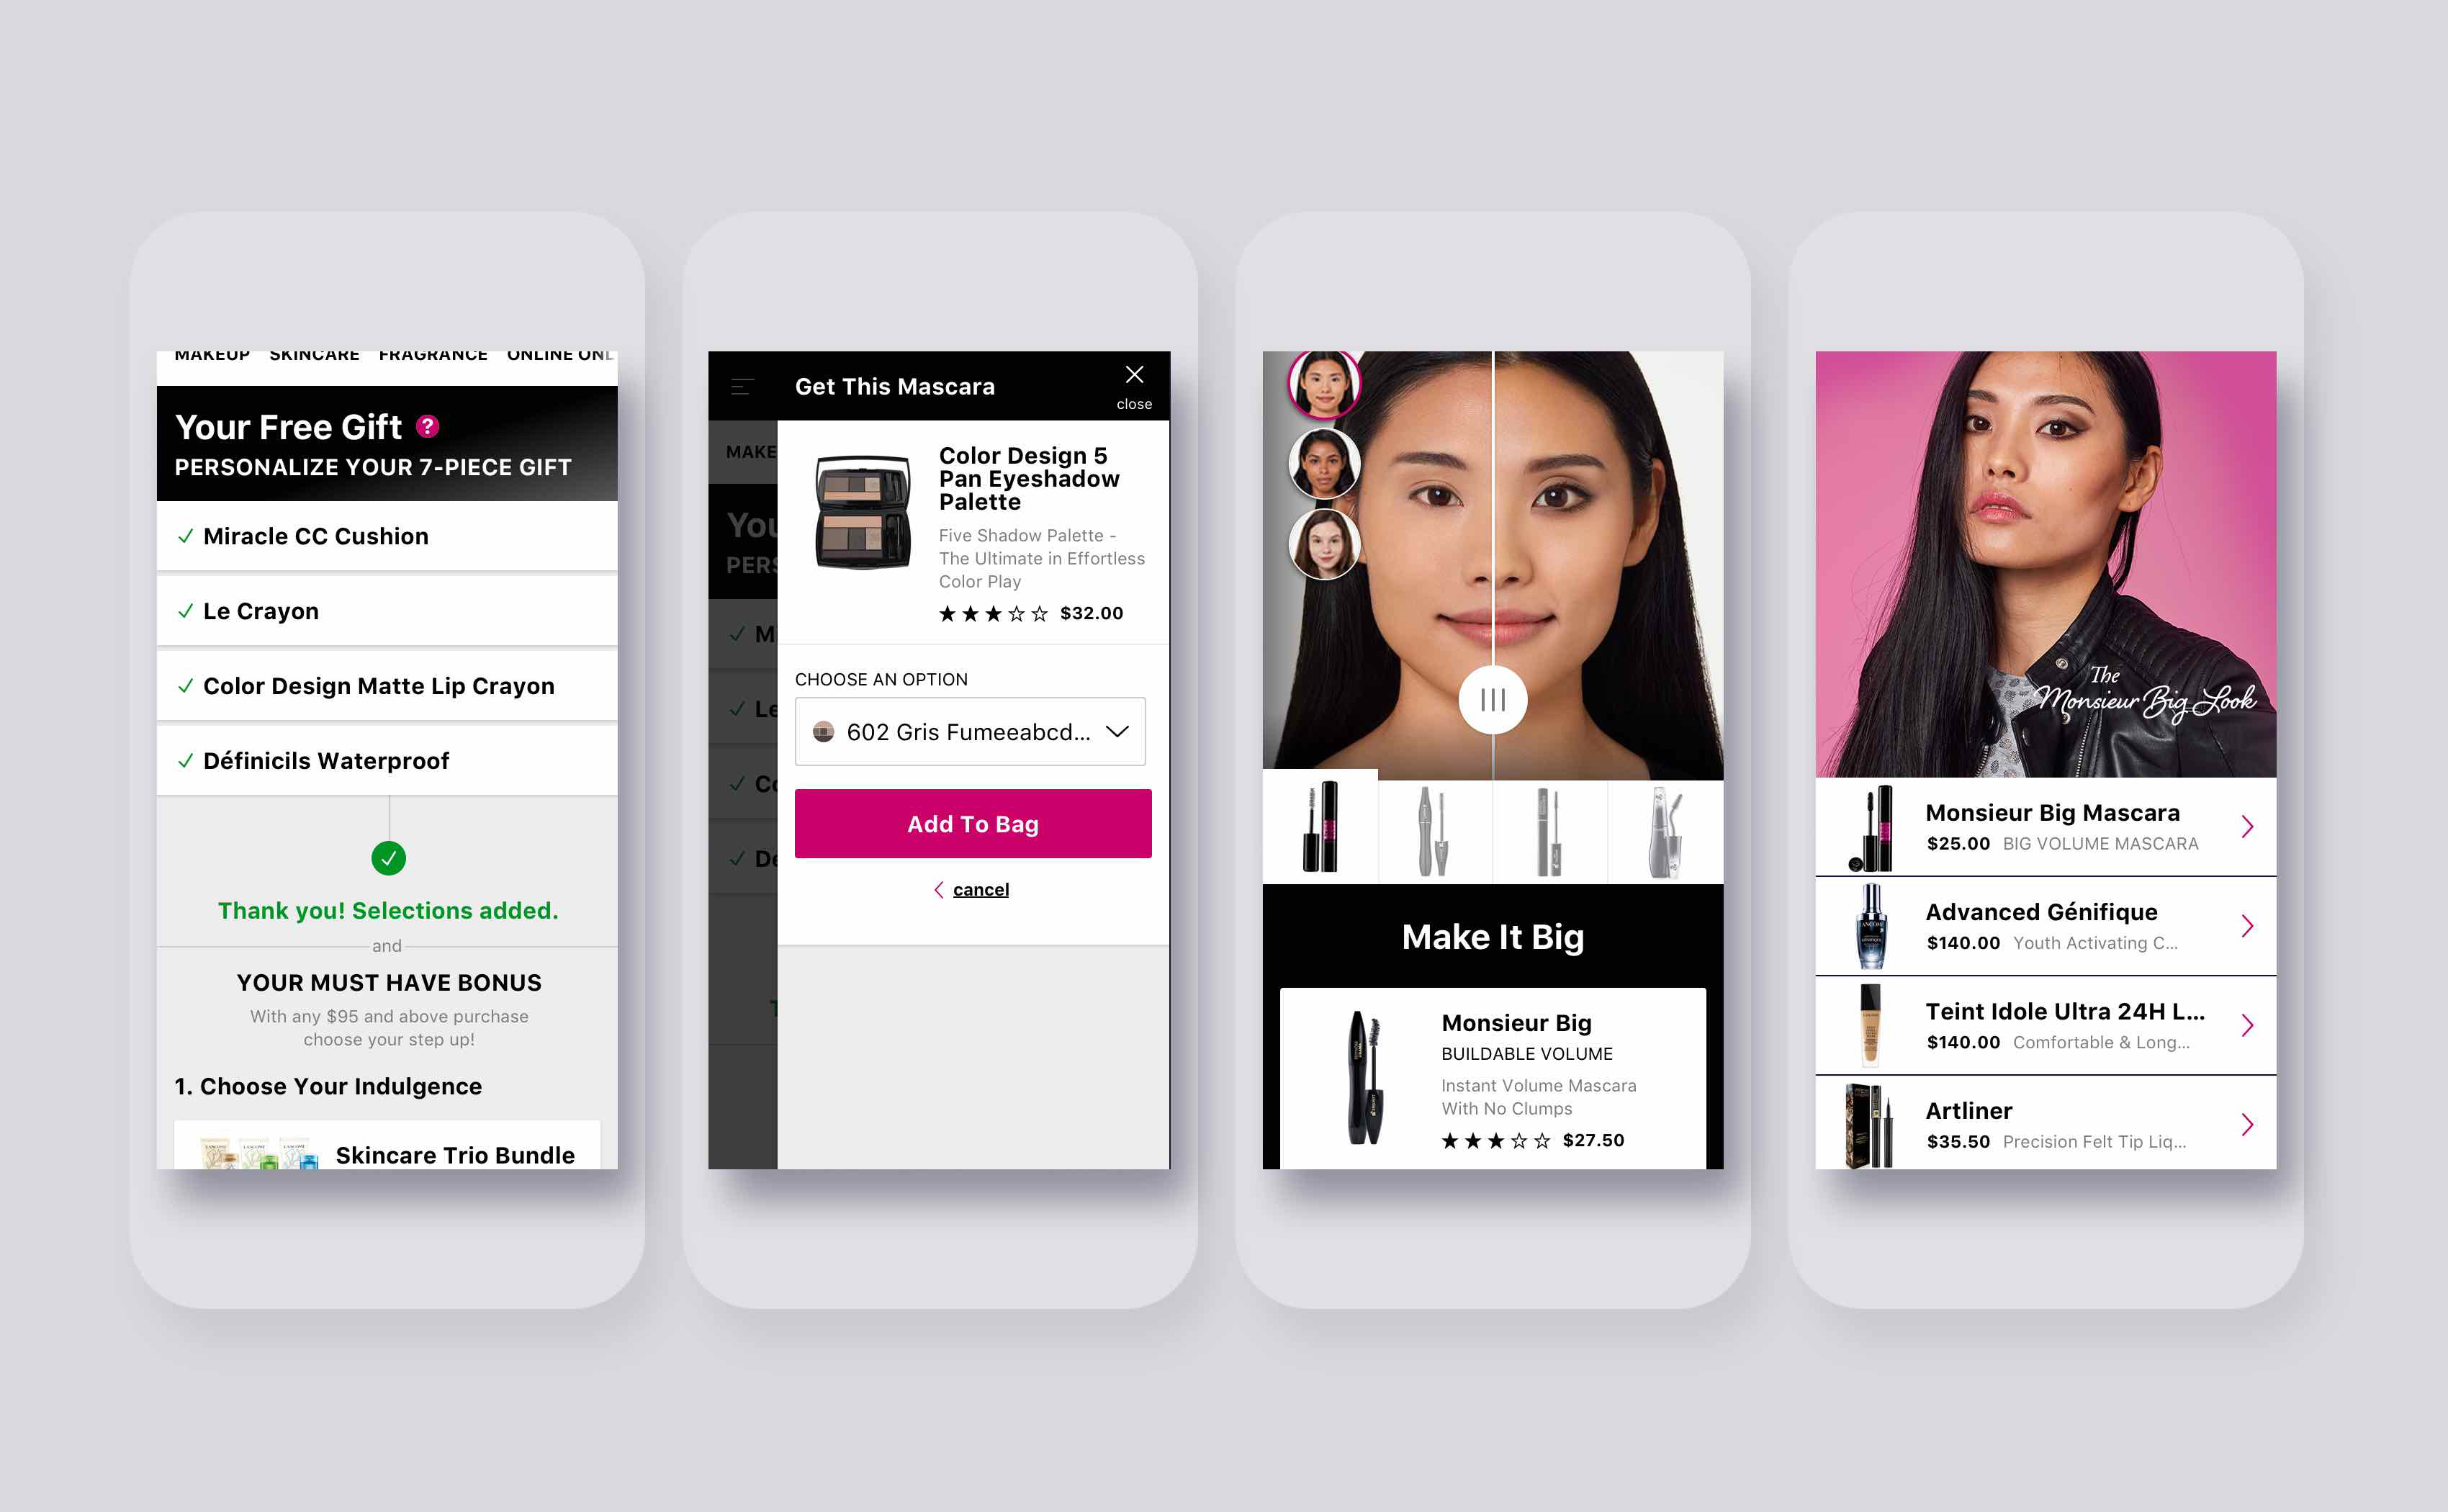 MAKEUP SKINCARE FRAGRANCE ONLINE ONL
Your Free Gift ?
PERSONALIZE YOUR 7-PIECE GIFT
Miracle CC Cushion
Le Crayon
Color Design Matte Lip Crayon
Définicils Waterproof
Thank you! Selections added.
and
YOUR MUST HAVE BONUS
With any $95 and above purchase
choose your step up!
1. Choose Your Indulgence
Skincare Trio Bundle
Get This Mascara
close
MAKE
You
PERS
M
Le
Co
De
T
Color Design 5
Pan Eyeshadow
Palette
Five Shadow Palette -
The Ultimate in Effortless
Color Play
$32.00
CHOOSE AN OPTION
602 Gris Fumeeabcd...
Add To Bag
cancel
Make It Big
Monsieur Big
BUILDABLE VOLUME
Instant Volume Mascara
With No Clumps
$27.50
The
Monsieur Big Look
Monsieur Big Mascara
$25.00 BIG VOLUME MASCARA
Advanced Génifique
$140.00 Youth Activating C...
Teint Idole Ultra 24H L...
$140.00 Comfortable & Long...
Artliner
$35.50 Precision Felt Tip Liq...